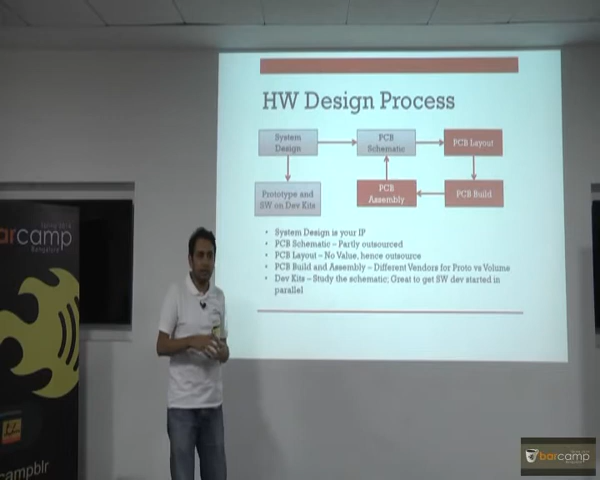 HW Design Process
System
Design
PCB
Schematic
PCB Layout
Prototype and
SW on Dev Kits
PCB
Assembly
PCB Build
• System Design is your IP
• PCB Schematic – Partly outsourced
• PCB Layout – No Value, hence outsource
• PCB Build and Assembly – Different Vendors for Proto vs Volume
• Dev Kits – Study the schematic; Great to get SW dev started in
parallel
arcamp
Bangalore
campblr
barcamp